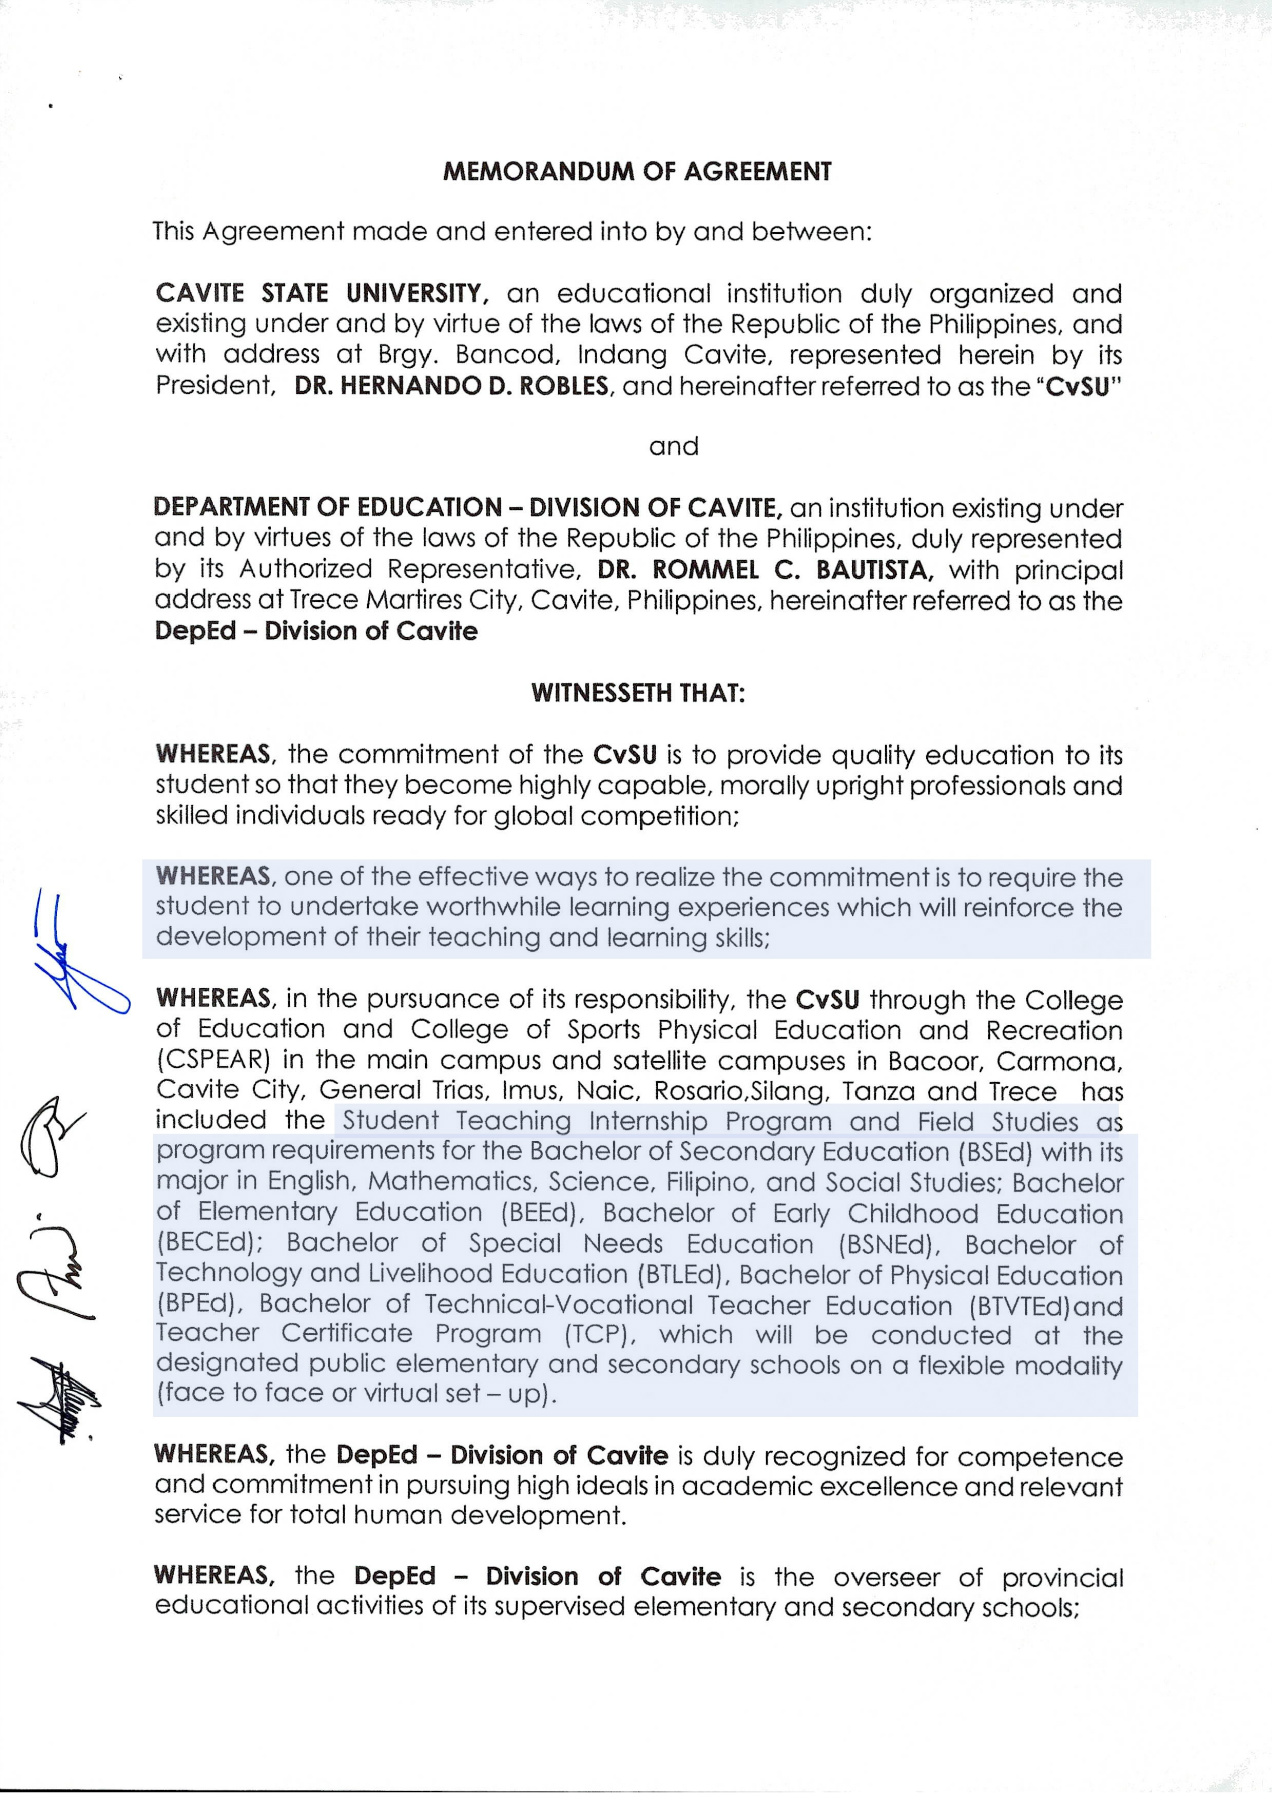 MEMORANDUM OF AGREEMENT
This Agreement made and entered into by and between:
CAVITE STATE UNIVERSITY, an educational institution duly organized and
existing under and by virtue of the laws of the Republic of the Philippines, and
with address at Brgy. Bancod, Indang Cavite, represented herein by its
President, DR. HERNANDO D. ROBLES, and hereinafter referred to as the “CvSU"
and
DEPARTMENT OF EDUCATION – DIVISION OF CAVITE, an institution existing under
and by virtues of the laws of the Republic of the Philippines, duly represented
by its Authorized Representative, DR. ROMMEL C. BAUTISTA, with principal
address at Trece Martires City, Cavite, Philippines, hereinafter referred to as the
DepEd – Division of Cavite
WITNESSETH THAT:
WHEREAS, the commitment of the CvSU is to provide quality education to its
student so that they become highly capable, morally upright professionals and
skilled individuals ready for global competition;
WHEREAS, one of the effective ways to realize the commitment is to require the
student to undertake worthwhile learning experiences which will reinforce the
development of their teaching and learning skills;
WHEREAS, in the pursuance of its responsibility, the CvSU through the College
of Education and College of Sports Physical Education and Recreation
(CSPEAR) in the main campus and satellite campuses in Bacoor, Carmona,
Cavite City, General Trias, Imus, Naic, Rosario,Silang, Tanza and Trece has
included the Student Teaching Internship Program and Field Studies as
program requirements for the Bachelor of Secondary Education (BSEd) with its
major in English, Mathematics, Science, Filipino, and Social Studies; Bachelor
of Elementary Education (BEEd), Bachelor of Early Childhood Education
(BECEd); Bachelor of Special Needs Education (BSNEd), Bachelor of
Technology and Livelihood Education (BTLEd), Bachelor of Physical Education
(BPEd), Bachelor of Technical-Vocational Teacher Education (BTVTEd)and
Teacher Certificate Program (TCP), which will be conducted at the
designated public elementary and secondary schools on a flexible modality
(face to face or virtual set – up).
WHEREAS, the DepEd – Division of Cavite is duly recognized for competence
and commitment in pursuing high ideals in academic excellence and relevant
service for total human development.
WHEREAS, the DepEd – Division of Cavite is the overseer of provincial
educational activities of its supervised elementary and secondary schools;